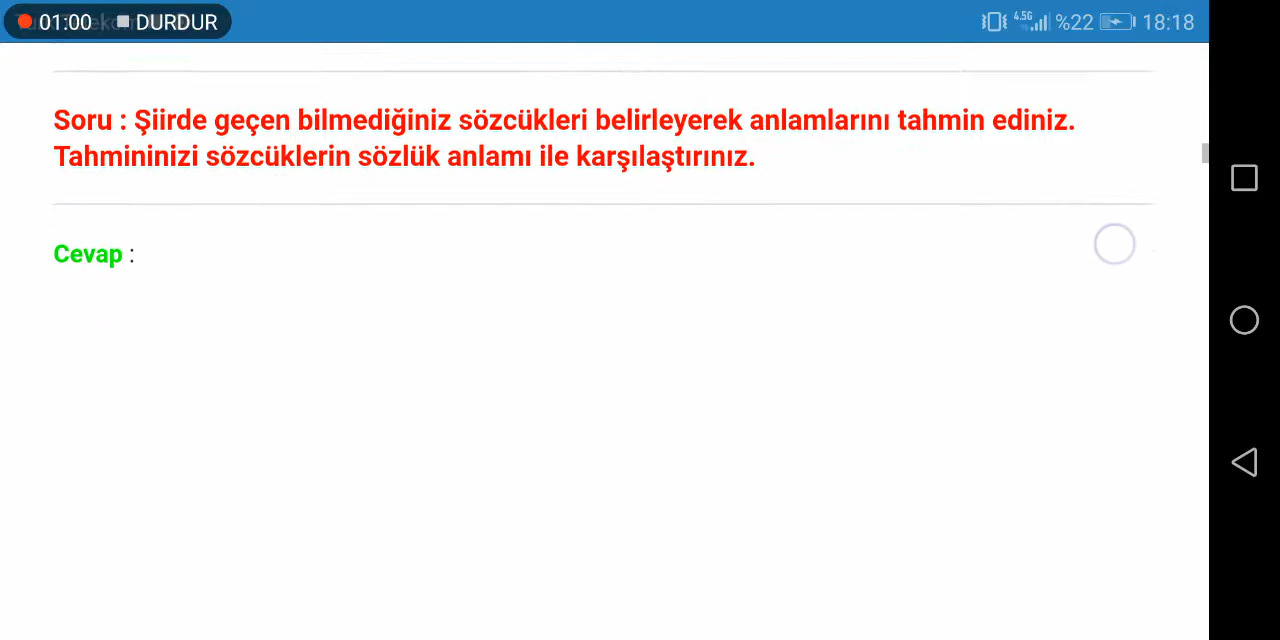 01:00 DURDUR
4.5G %22 18:18
Soru : Şiirde geçen bilmediğiniz sözcükleri belirleyerek anlamlarını tahmin ediniz.
Tahmininizi sözcüklerin sözlük anlamı ile karşılaştırınız.
Cevap :